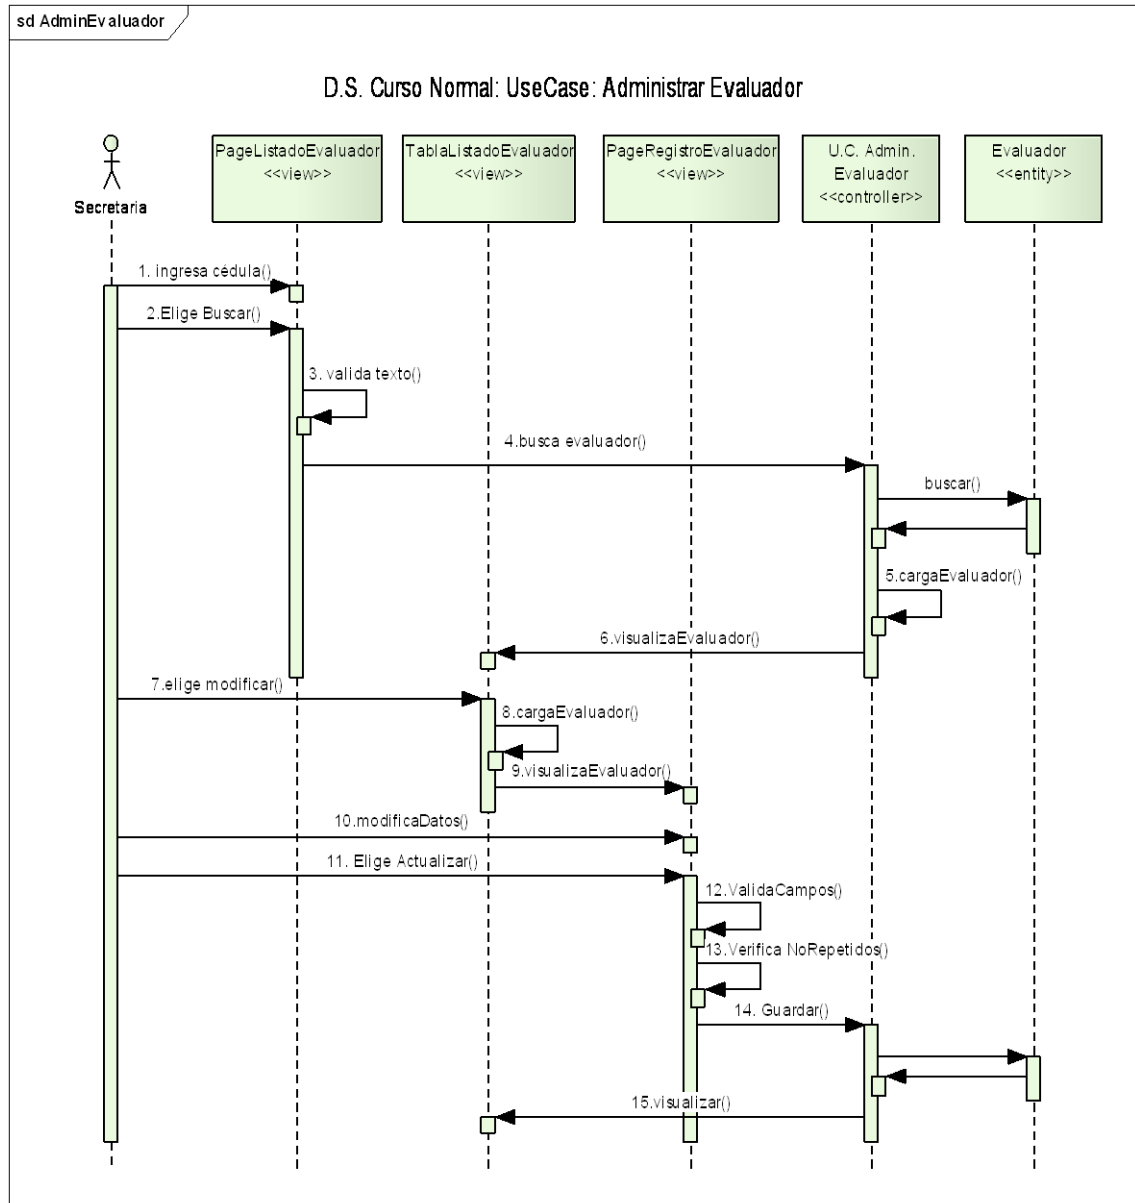 sd AdminEvaluador
D.S. Curso Normal: UseCase: Administrar Evaluador
Secretaria
PageListadoEvaluador
<<view>>
TablaListadoEvaluador
<<view>>
PageRegistroEvaluador
<<view>>
U.C. Admin.
Evaluador
<<controller>>
Evaluador
<<entity>>
1. ingresa cédula()
2.Elige Buscar()
3. valida texto()
4.busca evaluador()
buscar()
5.cargaEvaluador()
6.visualizaEvaluador()
7.elige modificar()
8.cargaEvaluador()
9.visualizaEvaluador()
10.modificaDatos()
11. Elige Actualizar()
12.ValidaCampos()
13.Verifica NoRepetidos()
14. Guardar()
15.visualizar()